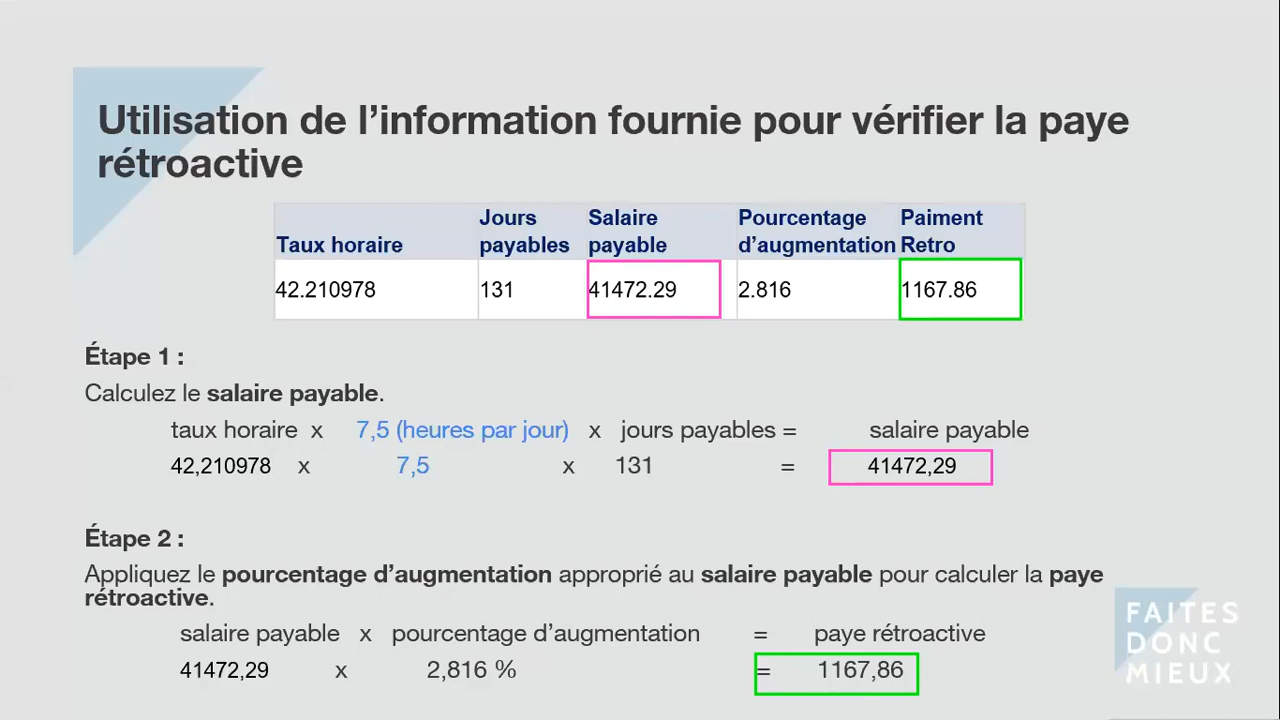 Utilisation de l’information fournie pour vérifier la paye
rétroactive
Taux horaire Jours payables Salaire payable Pourcentage d’augmentation Paiment Retro
42.210978 131 41472.29 2.816 1167.86
Étape 1 :
Calculez le salaire payable.
taux horaire x 7,5 (heures par jour) x jours payables = salaire payable
42,210978 x 7,5 x 131 = 41472,29
Étape 2 :
Appliquez le pourcentage d’augmentation approprié au salaire payable pour calculer la paye
rétroactive.
salaire payable x pourcentage d’augmentation = paye rétroactive
41472,29 x 2,816 % = 1167,86
FAITES
DONC
MIEUX